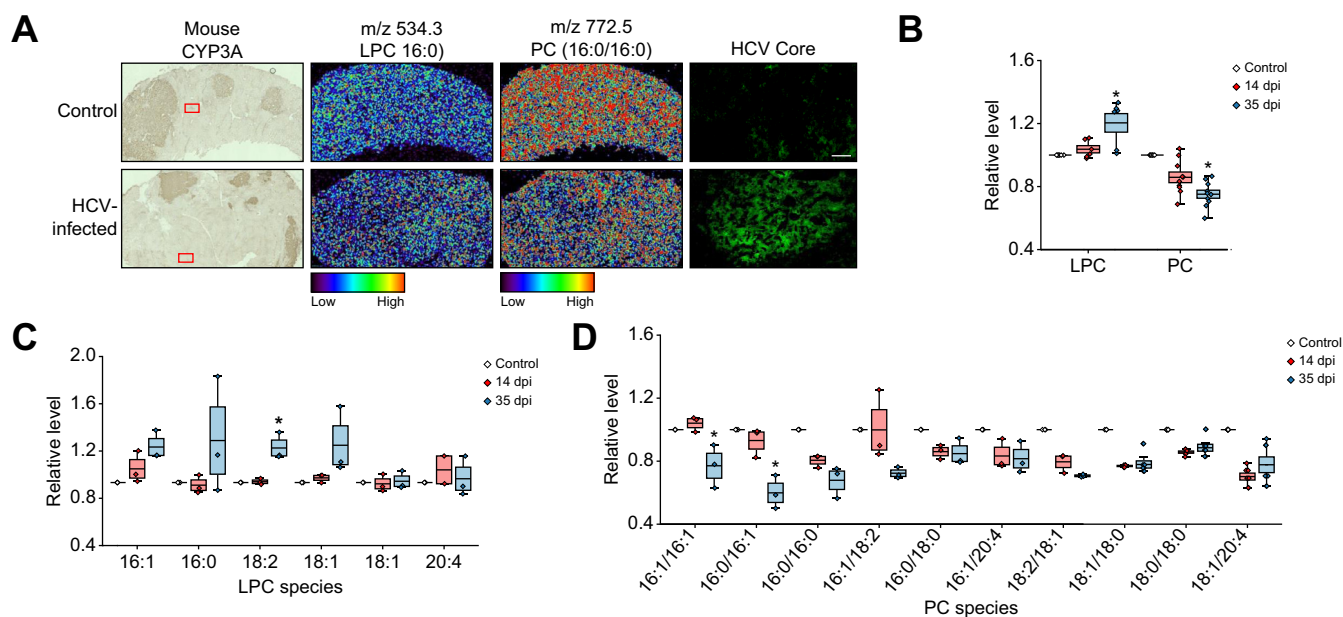 A
Mouse
CYP3A
m/z 534.3
LPC 16:0)
m/z 772.5
PC (16:0/16:0)
HCV Core
Control
HCV-
infected
Low High
Low High
B
Relative level
1.6
1.2
0.8
0.4
LPC PC
Control
14 dpi
35 dpi
*
*
C
Relative level
2.0
1.6
1.2
0.8
0.4
*
16:1 16:0 18:2 18:1 18:1 20:4
LPC species
Control
14 dpi
35 dpi
D
Relative level
1.6
1.2
1.0
0.8
0.4
*
*
16:1/16:1 16:0/16:1 16:0/16:0 16:1/18:2 16:0/18:0 16:1/20:4 18:2/18:1 18:1/18:0 18:0/18:0 18:1/20:4
PC species
Control
14 dpi
35 dpi